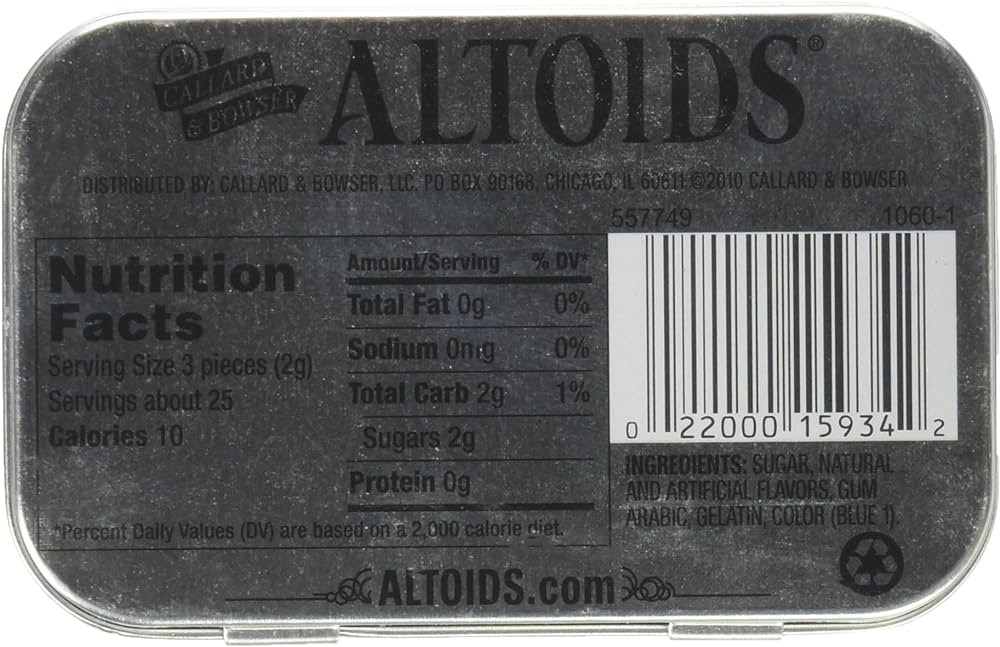 CALLARD
& BOWSER
ALTOIDS®
DISTRIBUTED BY: CALLARD & BOWSER, LLC. PO BOX 90168, CHICAGO, IL 60611 ©2010 CALLARD & BOWSER
557749 1060-1
Nutrition
Facts
Serving Size 3 pieces (2g)
Servings about 25
Calories 10
Amount/Serving % DV*
Total Fat 0g 0%
Sodium 0mg 0%
Total Carb 2g 1%
Sugars 2g
Protein 0g
*Percent Daily Values (DV) are based on a 2,000 calorie diet.
0 22000 15934 2
INGREDIENTS: SUGAR, NATURAL
AND ARTIFICIAL FLAVORS, GUM
ARABIC, GELATIN, COLOR (BLUE 1).
ALTOIDS.com